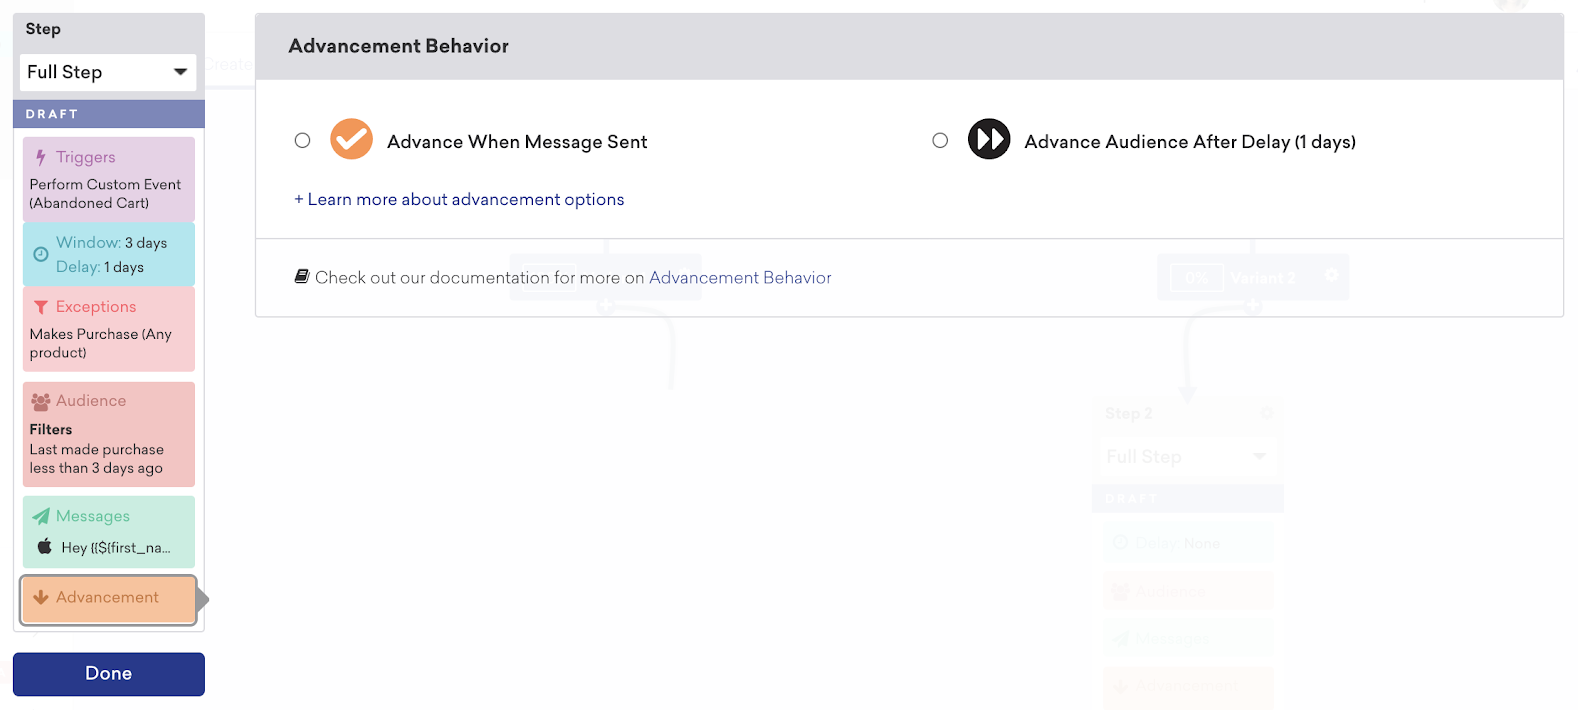 Step
Full Step
DRAFT
Triggers
Perform Custom Event
(Abandoned Cart)
Window: 3 days
Delay: 1 days
Exceptions
Makes Purchase (Any
product)
Audience
Filters
Last made purchase
less than 3 days ago
Messages
Hey {{${first_na...
Advancement
Done
Create
Advancement Behavior
Advance When Message Sent
Advance Audience After Delay (1 days)
+ Learn more about advancement options
Check out our documentation for more on Advancement Behavior
0% Variant 2
Step 2
Full Step
DRAFT
Delay: None
Audience
Messages
Advancement